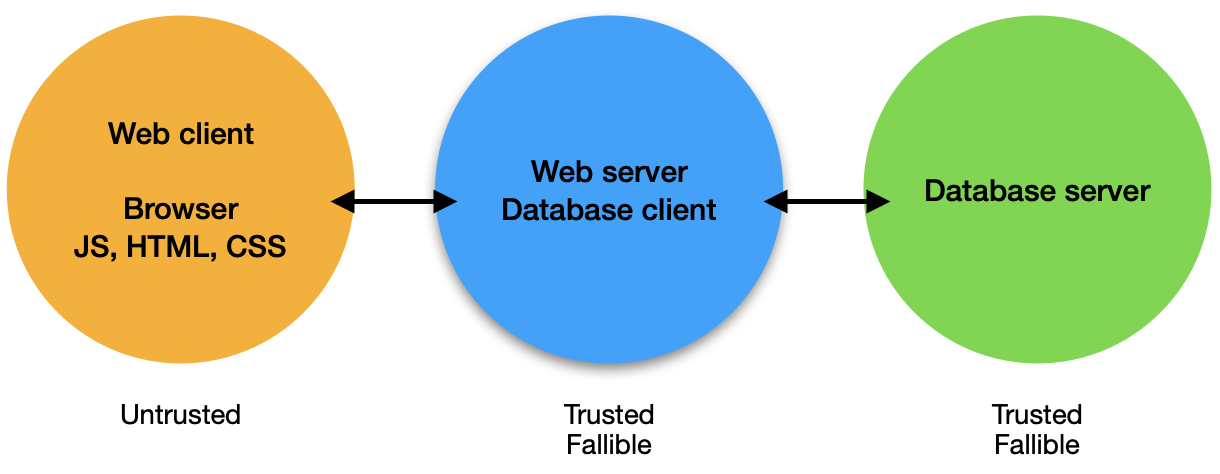 Web client
Browser
JS, HTML, CSS
Web server
Database client
Database server
Untrusted
Trusted
Fallible
Trusted
Fallible